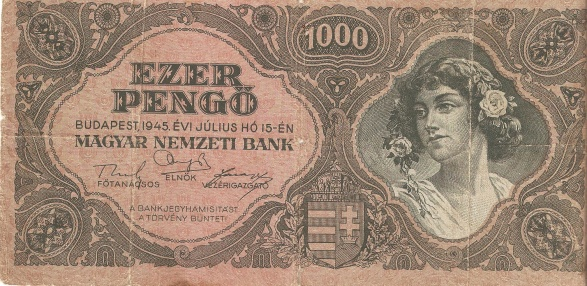 1000
EZER
PENGŐ
BUDAPEST, 1945. ÉVI JÚLIUS HÓ 15-ÉN
MAGYAR NEMZETI BANK
FŐTANÁCSOS
ELNÖK
VEZÉRIGAZGATÓ
A BANKJEGYHAMISÍTÁST
A TÖRVÉNY BÜNTETI